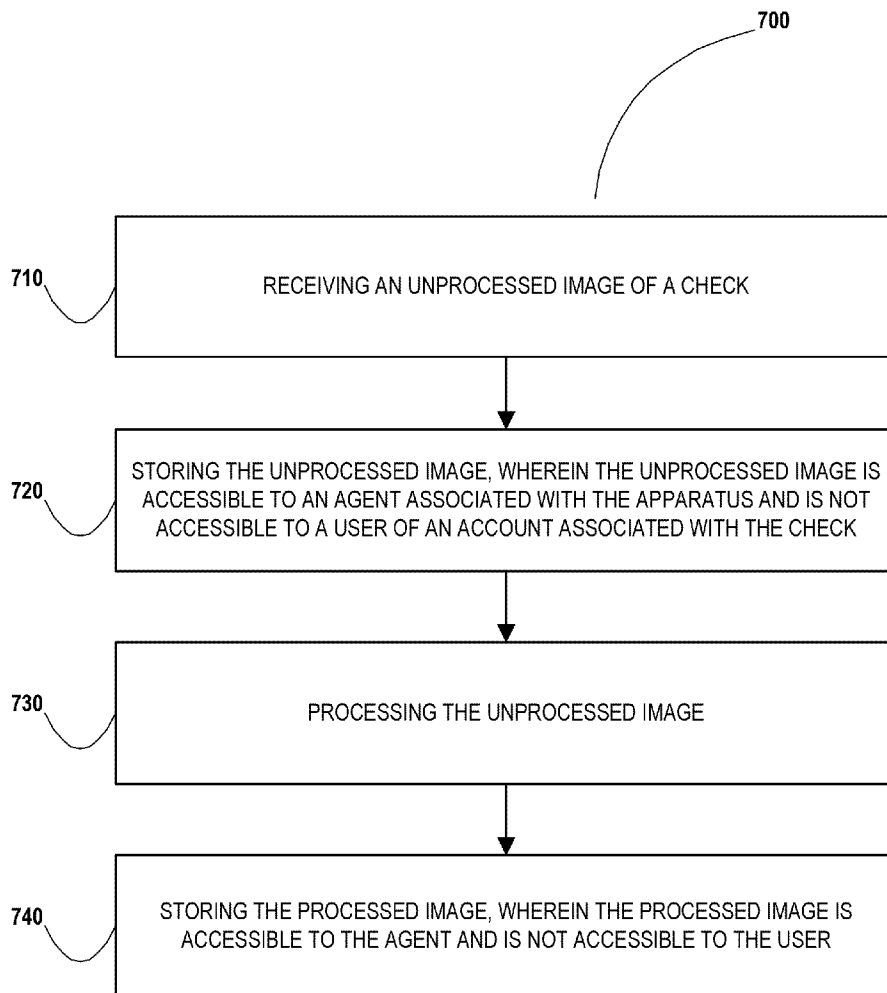 700
710
RECEIVING AN UNPROCESSED IMAGE OF A CHECK
720
STORING THE UNPROCESSED IMAGE, WHEREIN THE UNPROCESSED IMAGE IS
ACCESSIBLE TO AN AGENT ASSOCIATED WITH THE APPARATUS AND IS NOT
ACCESSIBLE TO A USER OF AN ACCOUNT ASSOCIATED WITH THE CHECK
730
PROCESSING THE UNPROCESSED IMAGE
740
STORING THE PROCESSED IMAGE, WHEREIN THE PROCESSED IMAGE IS
ACCESSIBLE TO THE AGENT AND IS NOT ACCESSIBLE TO THE USER